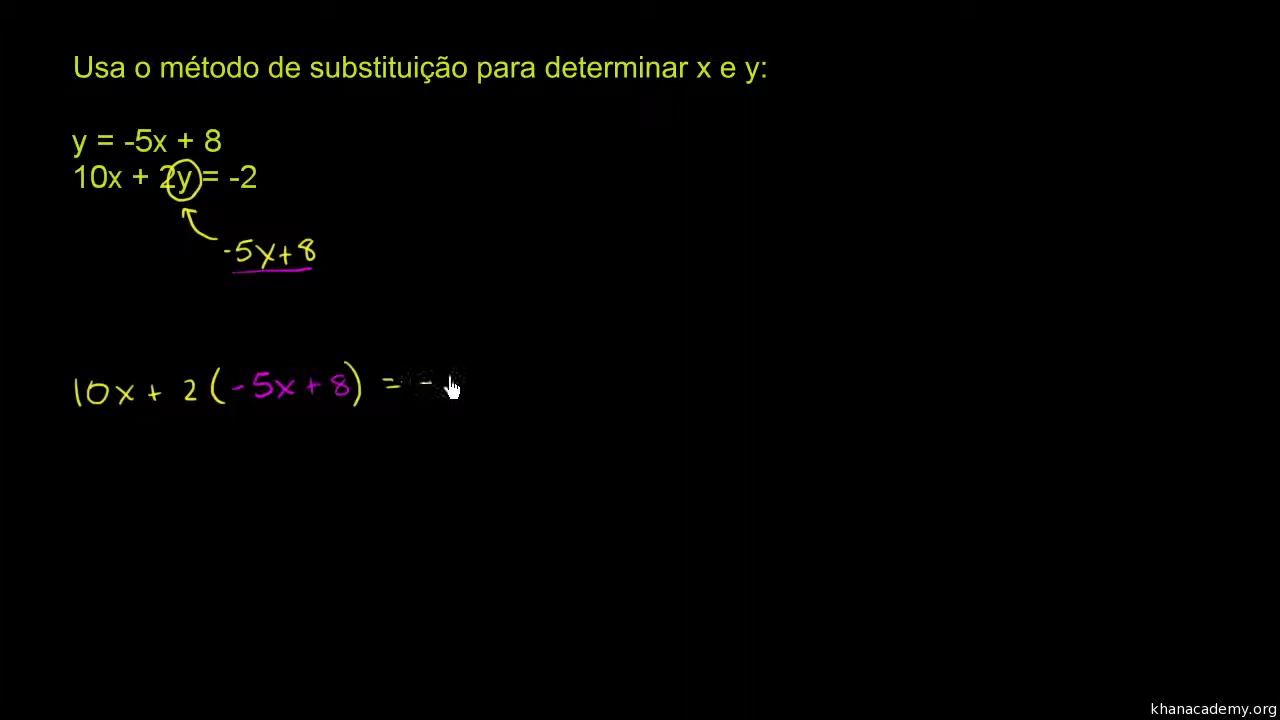 Usa o método de substituição para determinar x e y:
y = -5x + 8
10x + 2y = -2
-5x+8
10x + 2(-5x+8) = -
khanacademy.org